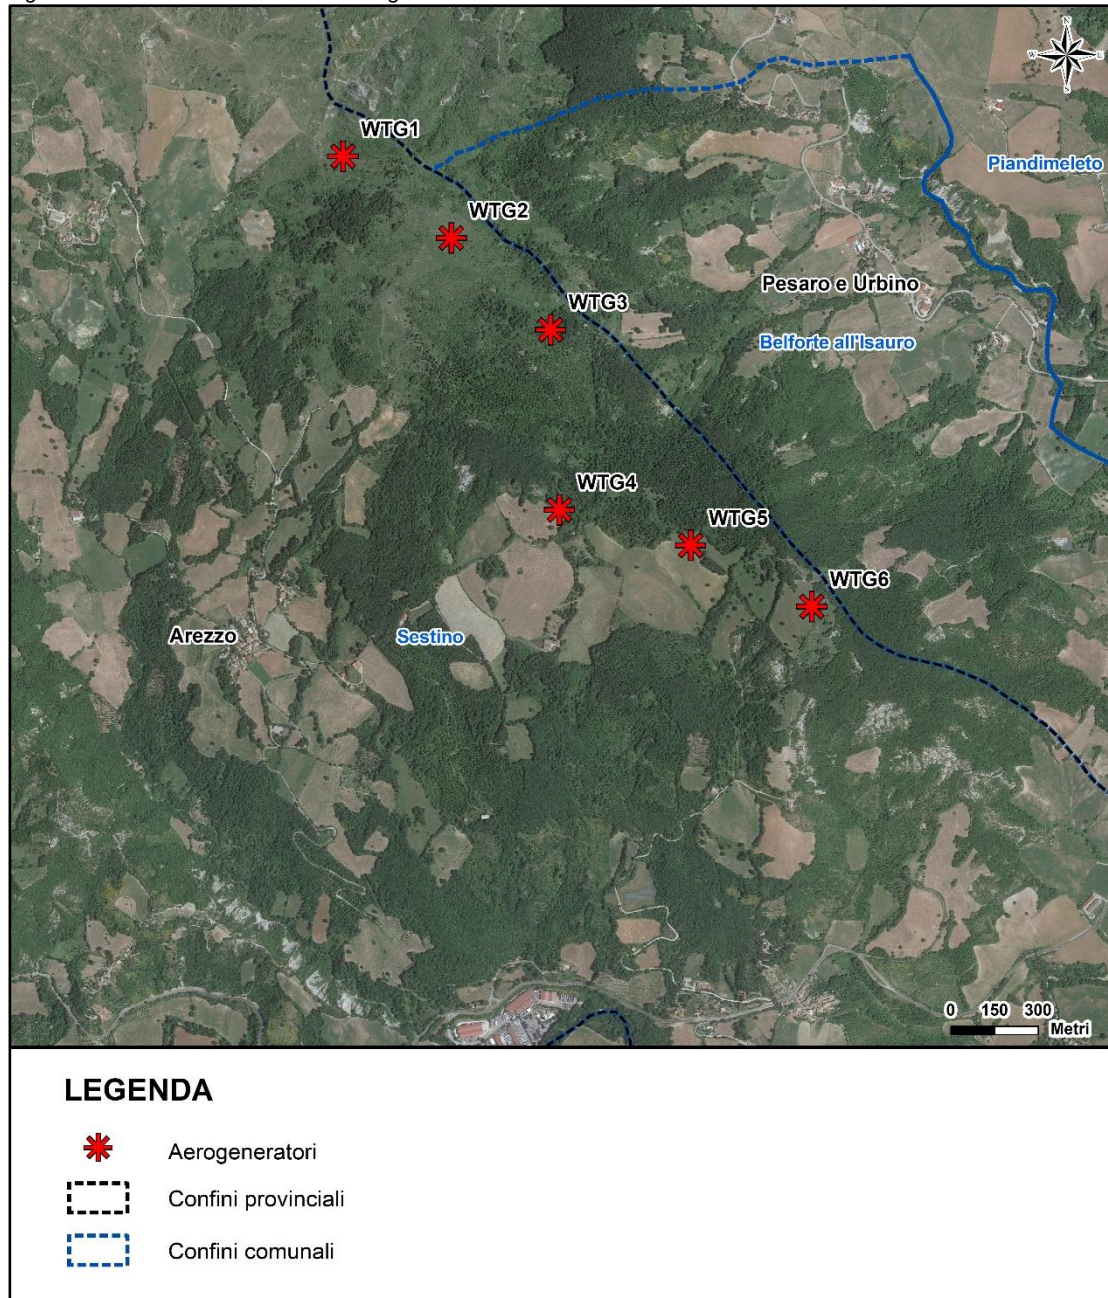 N
W E
S
WTG1
Piandimeleto
WTG2
Pesaro e Urbino
WTG3
Belforte all'Isauro
WTG4
WTG5
WTG6
Arezzo
Sestino
0 150 300
Metri
LEGENDA
Aerogeneratori
Confini provinciali
Confini comunali